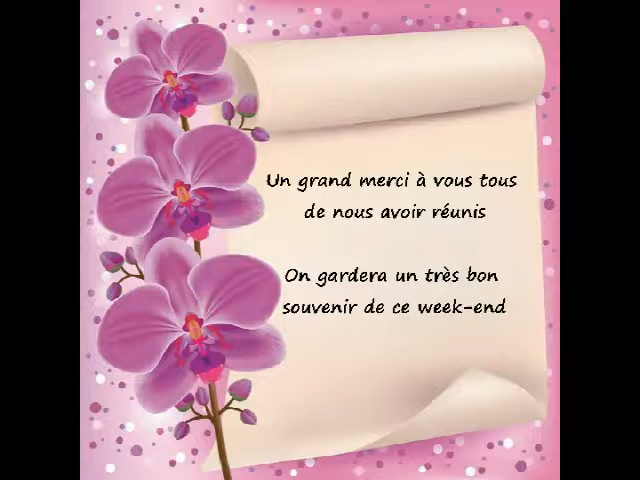 Un grand merci à vous tous
de nous avoir réunis
On gardera un très bon
souvenir de ce week-end